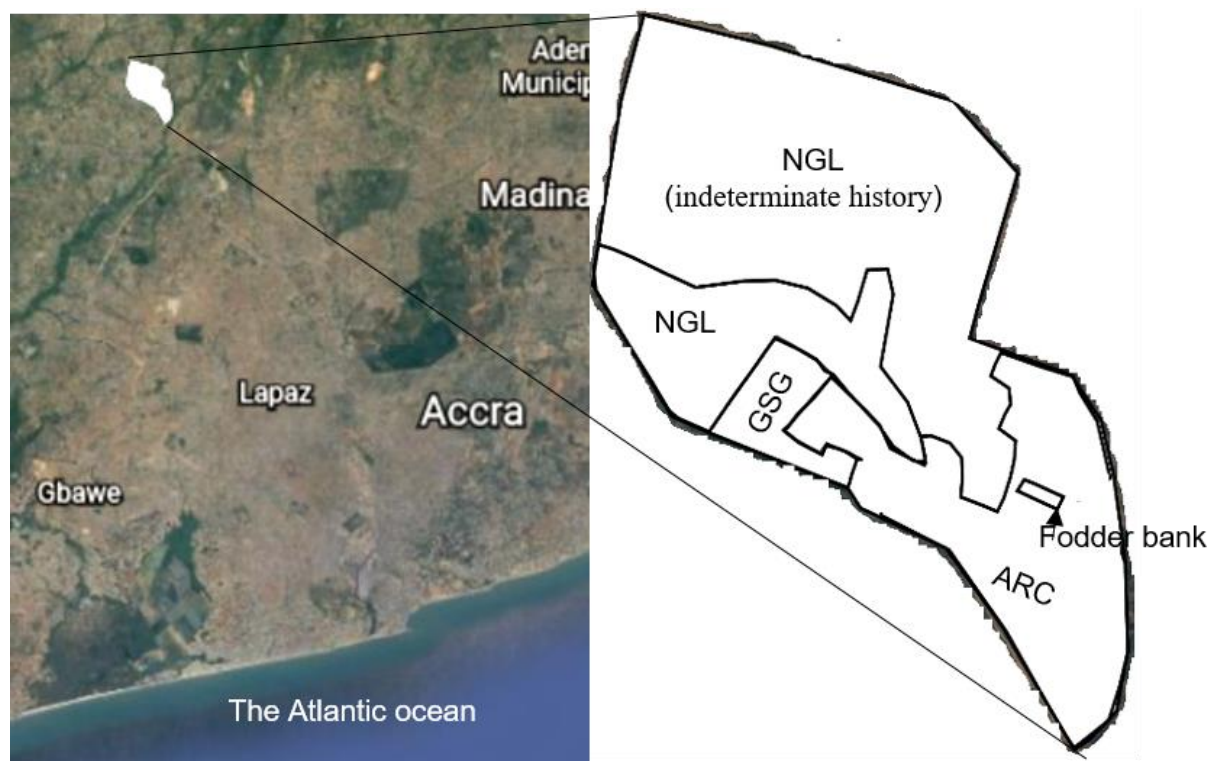 Aden
Municip
Madina
Lapaz
Accra
Gbawe
The Atlantic ocean
NGL
(indeterminate history)
NGL
GSG
Fodder bank
ARC